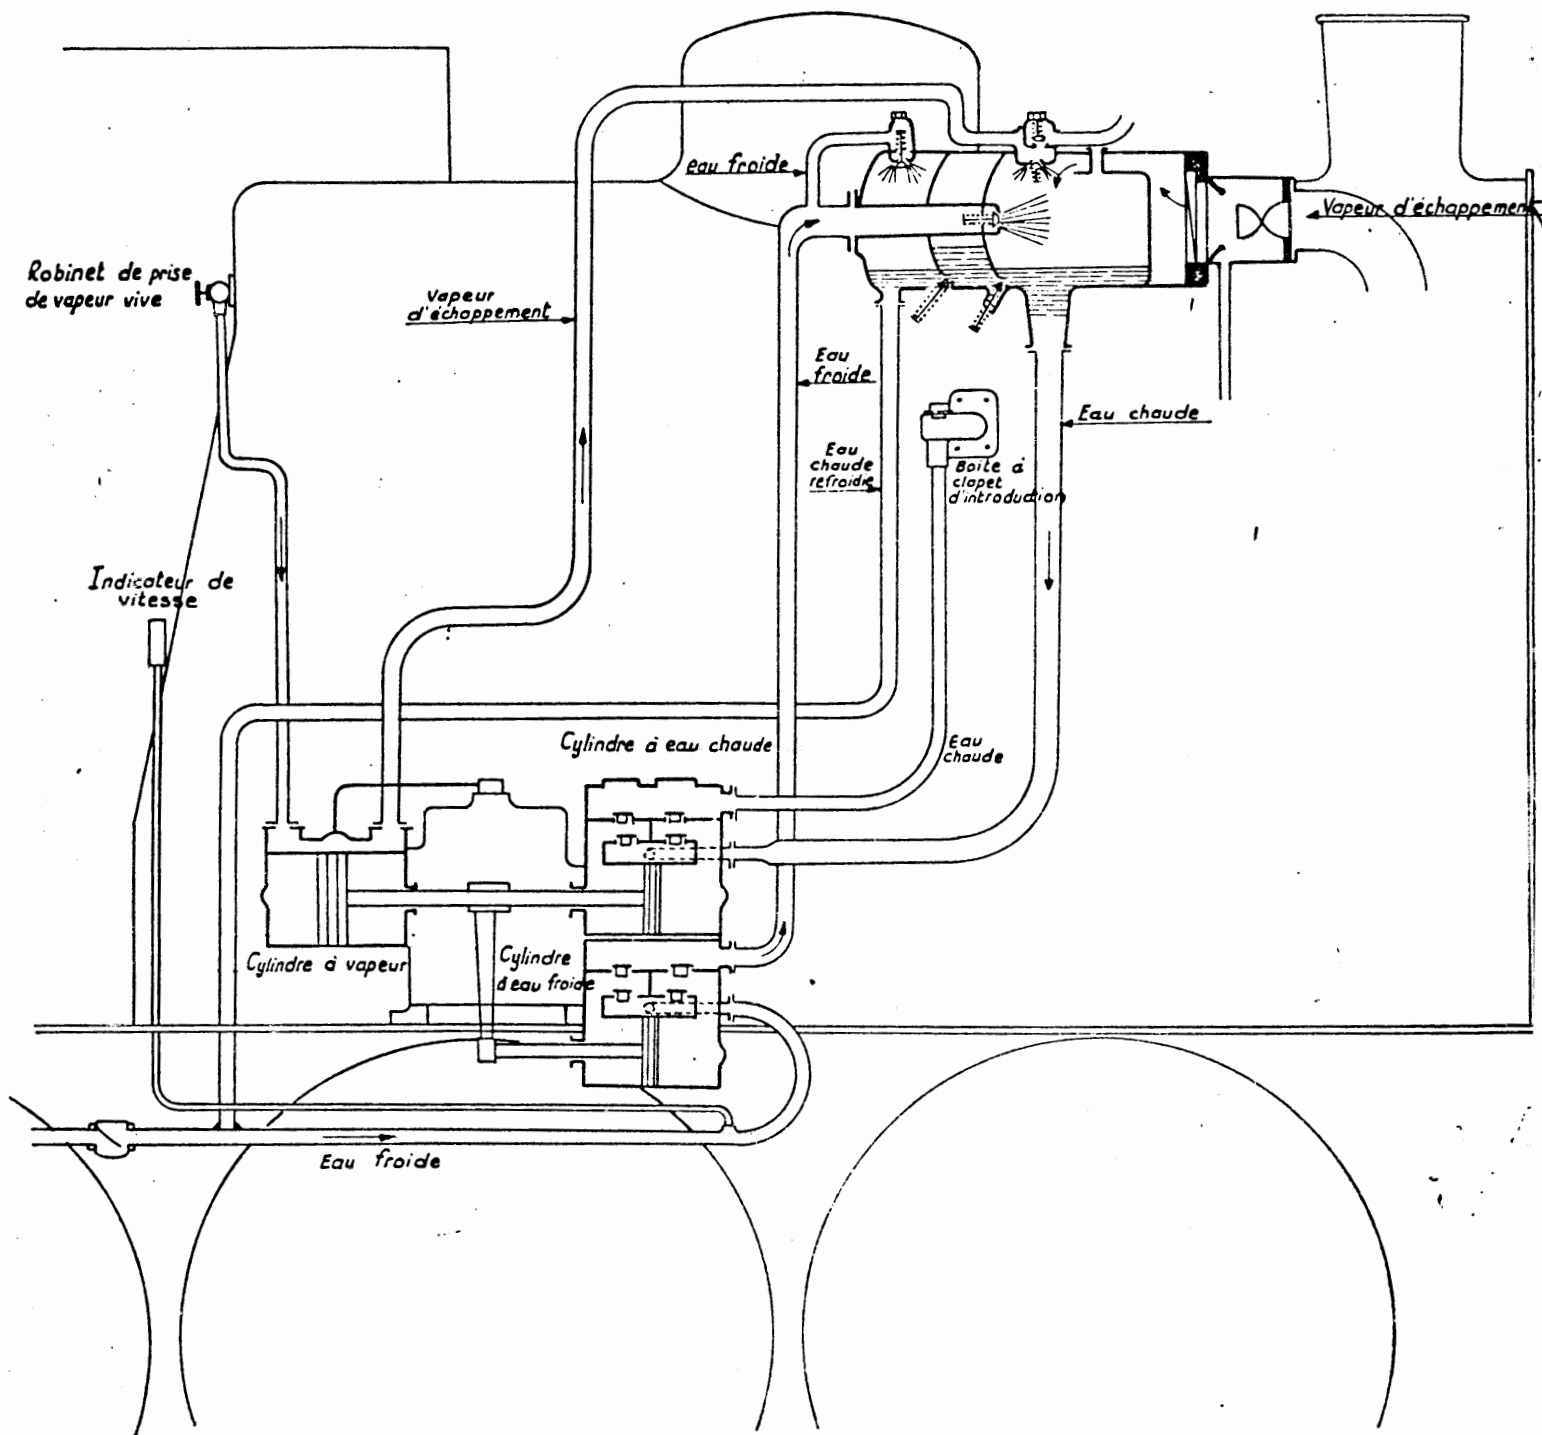 eau froide
Vapeur d'échappement
Robinet de prise
de vapeur vive
Vapeur
d'échappement
Eau
froide
Eau chaude
Eau
chaude
refroidie
Boite à
clapet
d'introduction
Indicateur de
vitesse
Cylindre à eau chaude
Eau
chaude
Cylindre à vapeur
Cylindre
d'eau froide
Eau froide